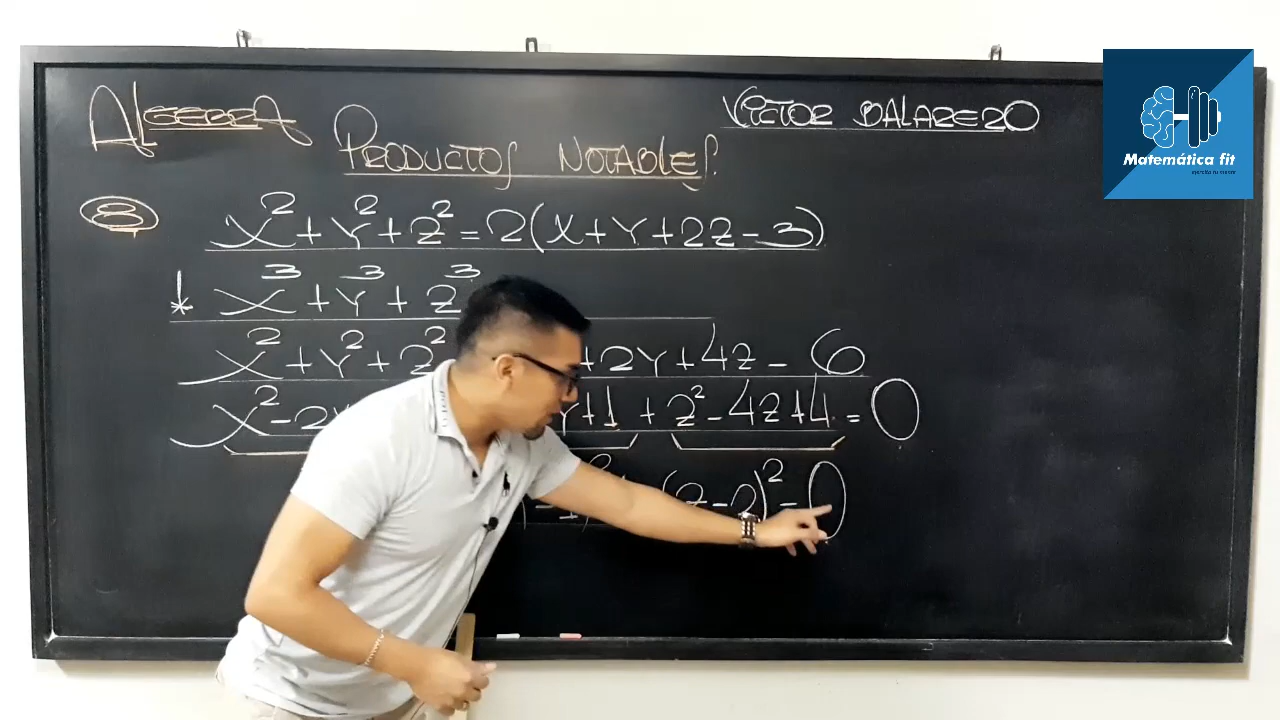 ALGEBRA
VICTOR BALAREZO
PRODUCTOS NOTABLES.
Matemática fit
ejercita tu mente
8 x² + y² + z² = 2(x + y + 2z - 3)
* x³ + y³ + z³
x² + y² + z² + 2y + 4z - 6
x² - 2 y + 1 + z² - 4z + 4 = 0
(z - 2)² = 0